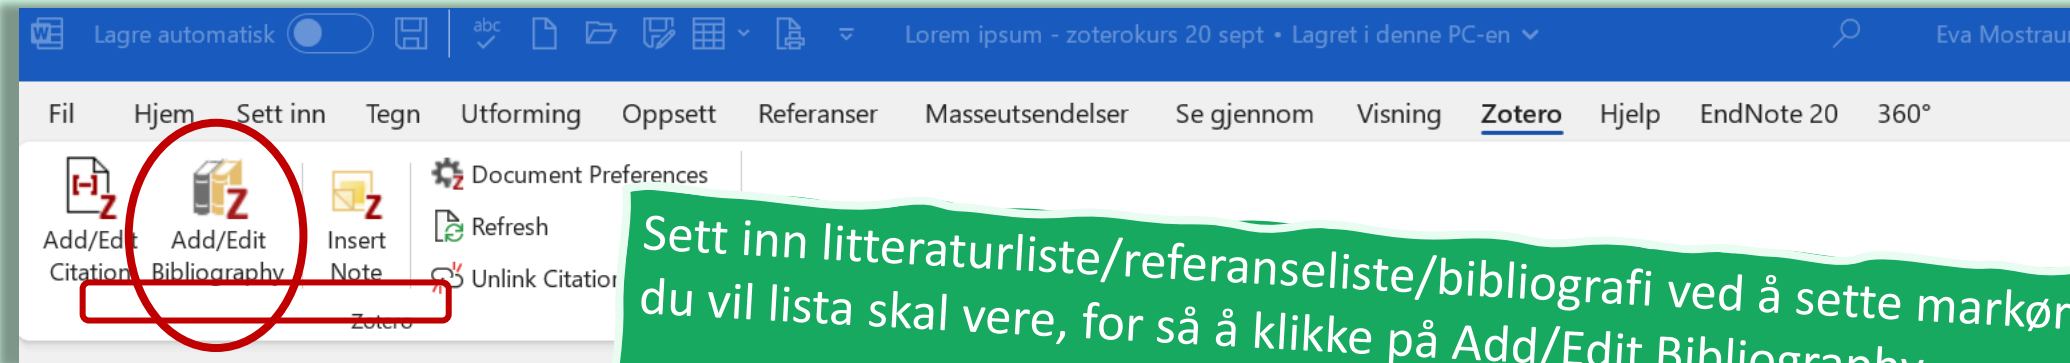 Lagre automatisk abc Lorem ipsum - zoterokurs 20 sept • Lagret i denne PC-en Eva Mostraum
Fil Hjem Sett inn Tegn Utforming Oppsett Referanser Masseutsendelser Se gjennom Visning Zotero Hjelp EndNote 20 360°
Add/Edit Citation
Add/Edit Bibliography
Insert Note
Document Preferences
Refresh
Unlink Citation
Zotero
Sett inn litteraturliste/referanseliste/bibliografi ved å sette markør
du vil lista skal vere, for så å klikke på Add/Edit Bibliography